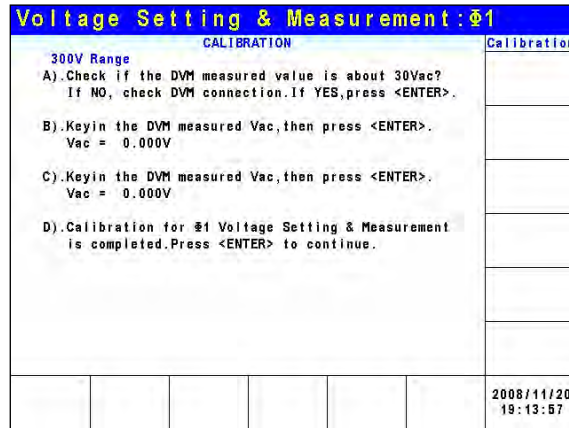 Voltage Setting & Measurement:Φ1
CALIBRATION
Calibratio
300V Range
A).Check if the DVM measured value is about 30Vac?
If NO, check DVM connection.If YES,press <ENTER>.
B).Keyin the DVM measured Vac,then press <ENTER>.
Vac = 0.000V
C).Keyin the DVM measured Vac,then press <ENTER>.
Vac = 0.000V
D).Calibration for Φ1 Voltage Setting & Measurement
is completed.Press <ENTER> to continue.
2008/11/20
19:13:57